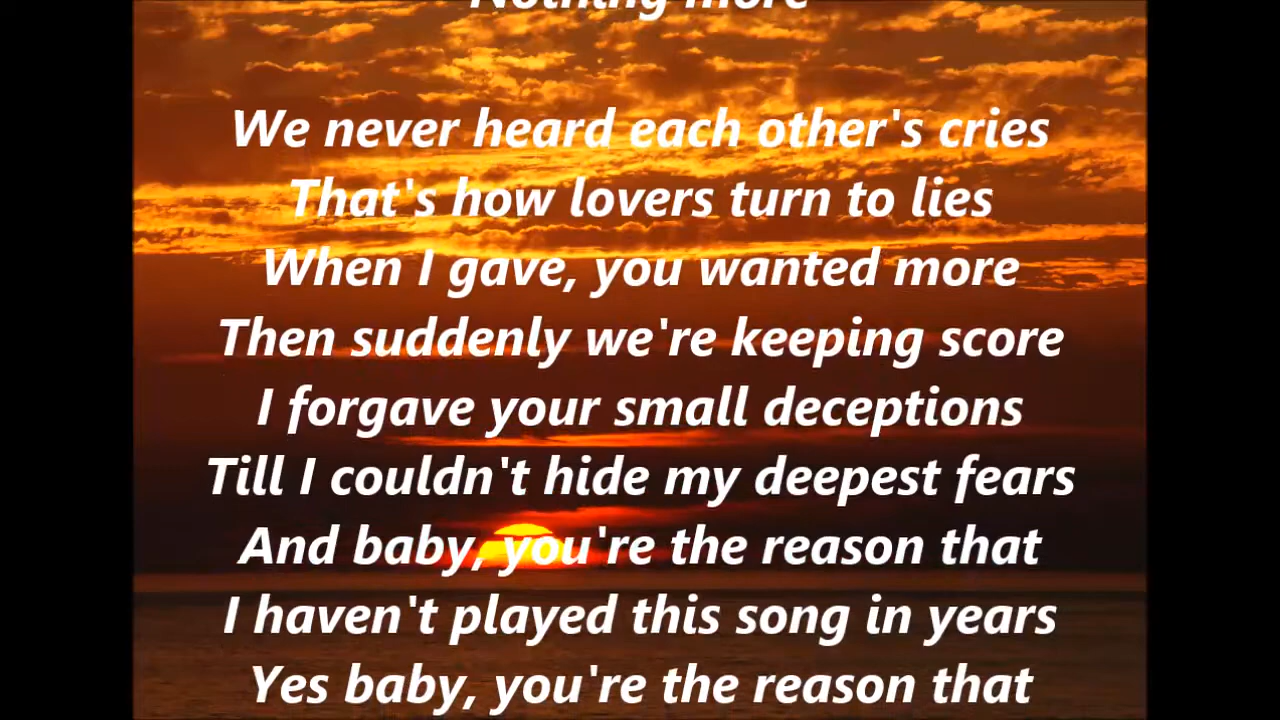 Nothing more
We never heard each other's cries
That's how lovers turn to lies
When I gave, you wanted more
Then suddenly we're keeping score
I forgave your small deceptions
Till I couldn't hide my deepest fears
And baby, you're the reason that
I haven't played this song in years
Yes baby, you're the reason that